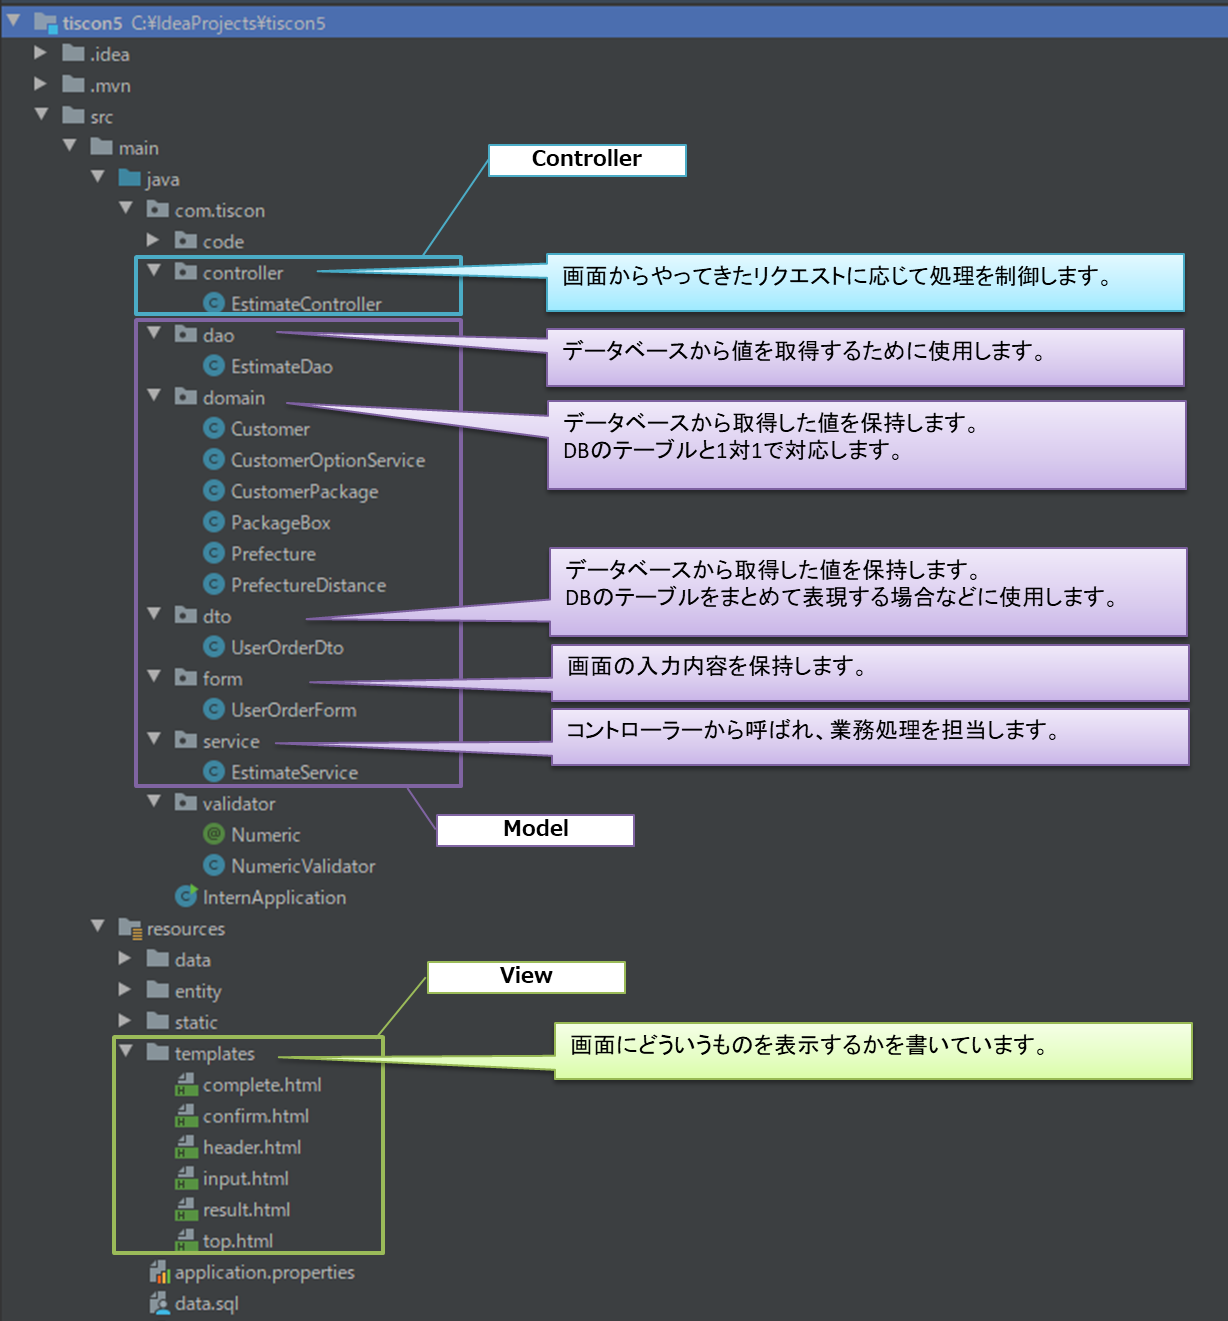 tiscon5 C:¥IdeaProjects¥tiscon5
.idea
.mvn
src
main
Controller
java
com.tiscon
code
controller
画面からやってきたリクエストに応じて処理を制御します。
EstimateController
dao
データベースから値を取得するために使用します。
EstimateDao
domain
データベースから取得した値を保持します。
DBのテーブルと1対1で対応します。
Customer
CustomerOptionService
CustomerPackage
PackageBox
Prefecture
PrefectureDistance
データベースから取得した値を保持します。
DBのテーブルをまとめて表現する場合などに使用します。
dto
UserOrderDto
画面の入力内容を保持します。
form
UserOrderForm
コントローラーから呼ばれ、業務処理を担当します。
service
EstimateService
validator
Model
Numeric
NumericValidator
InternApplication
resources
data
View
entity
static
templates
画面にどういうものを表示するかを書いています。
complete.html
confirm.html
header.html
input.html
result.html
top.html
application.properties
data.sql